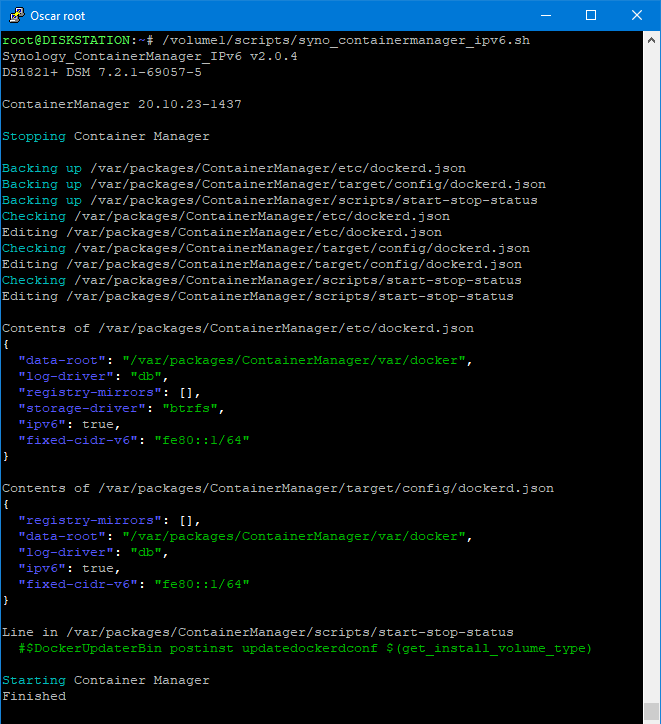 Oscar root
root@DISKSTATION:~# /volume1/scripts/syno_containermanager_ipv6.sh
Synology_ContainerManager_IPv6 v2.0.4
DS1821+ DSM 7.2.1-69057-5
ContainerManager 20.10.23-1437
Stopping Container Manager
Backing up /var/packages/ContainerManager/etc/dockerd.json
Backing up /var/packages/ContainerManager/target/config/dockerd.json
Backing up /var/packages/ContainerManager/scripts/start-stop-status
Checking /var/packages/ContainerManager/etc/dockerd.json
Editing /var/packages/ContainerManager/etc/dockerd.json
Checking /var/packages/ContainerManager/target/config/dockerd.json
Editing /var/packages/ContainerManager/target/config/dockerd.json
Checking /var/packages/ContainerManager/scripts/start-stop-status
Editing /var/packages/ContainerManager/scripts/start-stop-status
Contents of /var/packages/ContainerManager/etc/dockerd.json
{
  "data-root": "/var/packages/ContainerManager/var/docker",
  "log-driver": "db",
  "registry-mirrors": [],
  "storage-driver": "btrfs",
  "ipv6": true,
  "fixed-cidr-v6": "fe80::1/64"
}
Contents of /var/packages/ContainerManager/target/config/dockerd.json
{
  "registry-mirrors": [],
  "data-root": "/var/packages/ContainerManager/var/docker",
  "log-driver": "db",
  "ipv6": true,
  "fixed-cidr-v6": "fe80::1/64"
}
Line in /var/packages/ContainerManager/scripts/start-stop-status
  #$DockerUpdaterBin postinst updatedockerdconf $(get_install_volume_type)
Starting Container Manager
Finished